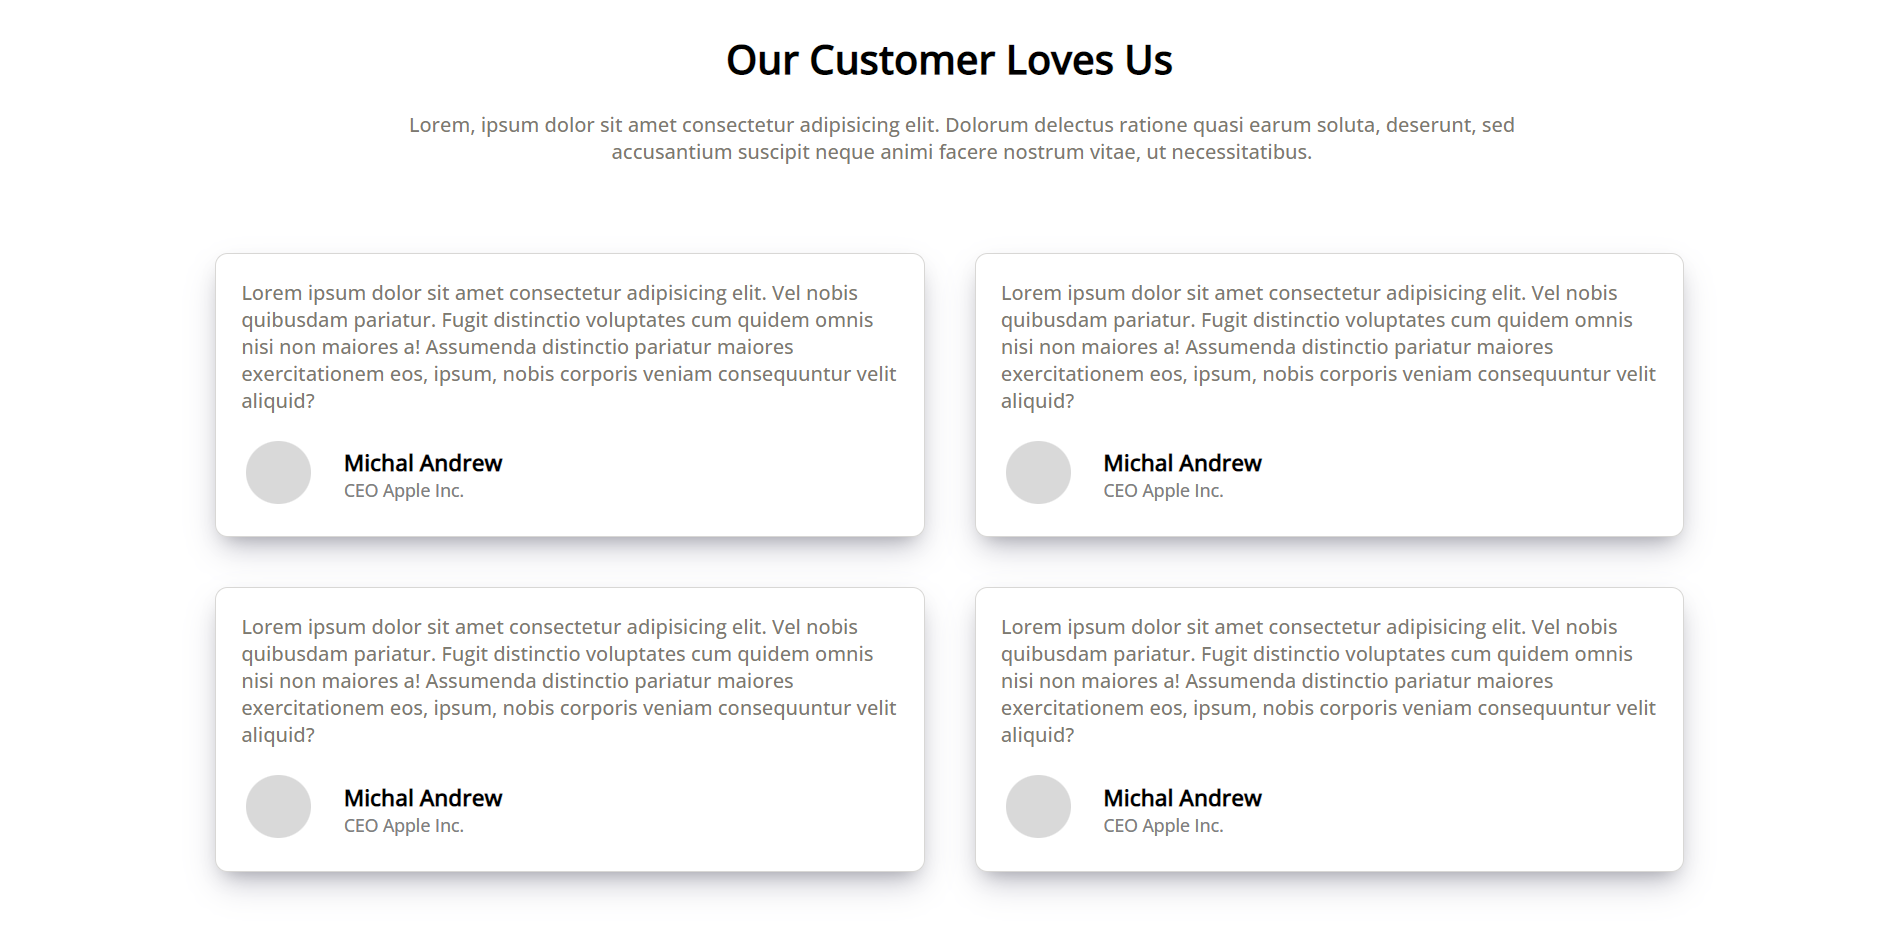 Our Customer Loves Us
Lorem, ipsum dolor sit amet consectetur adipisicing elit. Dolorum delectus ratione quasi earum soluta, deserunt, sed
accusantium suscipit neque animi facere nostrum vitae, ut necessitatibus.
Lorem ipsum dolor sit amet consectetur adipisicing elit. Vel nobis
quibusdam pariatur. Fugit distinctio voluptates cum quidem omnis
nisi non maiores a! Assumenda distinctio pariatur maiores
exercitationem eos, ipsum, nobis corporis veniam consequuntur velit
aliquid?
Michal Andrew
CEO Apple Inc.
Lorem ipsum dolor sit amet consectetur adipisicing elit. Vel nobis
quibusdam pariatur. Fugit distinctio voluptates cum quidem omnis
nisi non maiores a! Assumenda distinctio pariatur maiores
exercitationem eos, ipsum, nobis corporis veniam consequuntur velit
aliquid?
Michal Andrew
CEO Apple Inc.
Lorem ipsum dolor sit amet consectetur adipisicing elit. Vel nobis
quibusdam pariatur. Fugit distinctio voluptates cum quidem omnis
nisi non maiores a! Assumenda distinctio pariatur maiores
exercitationem eos, ipsum, nobis corporis veniam consequuntur velit
aliquid?
Michal Andrew
CEO Apple Inc.
Lorem ipsum dolor sit amet consectetur adipisicing elit. Vel nobis
quibusdam pariatur. Fugit distinctio voluptates cum quidem omnis
nisi non maiores a! Assumenda distinctio pariatur maiores
exercitationem eos, ipsum, nobis corporis veniam consequuntur velit
aliquid?
Michal Andrew
CEO Apple Inc.